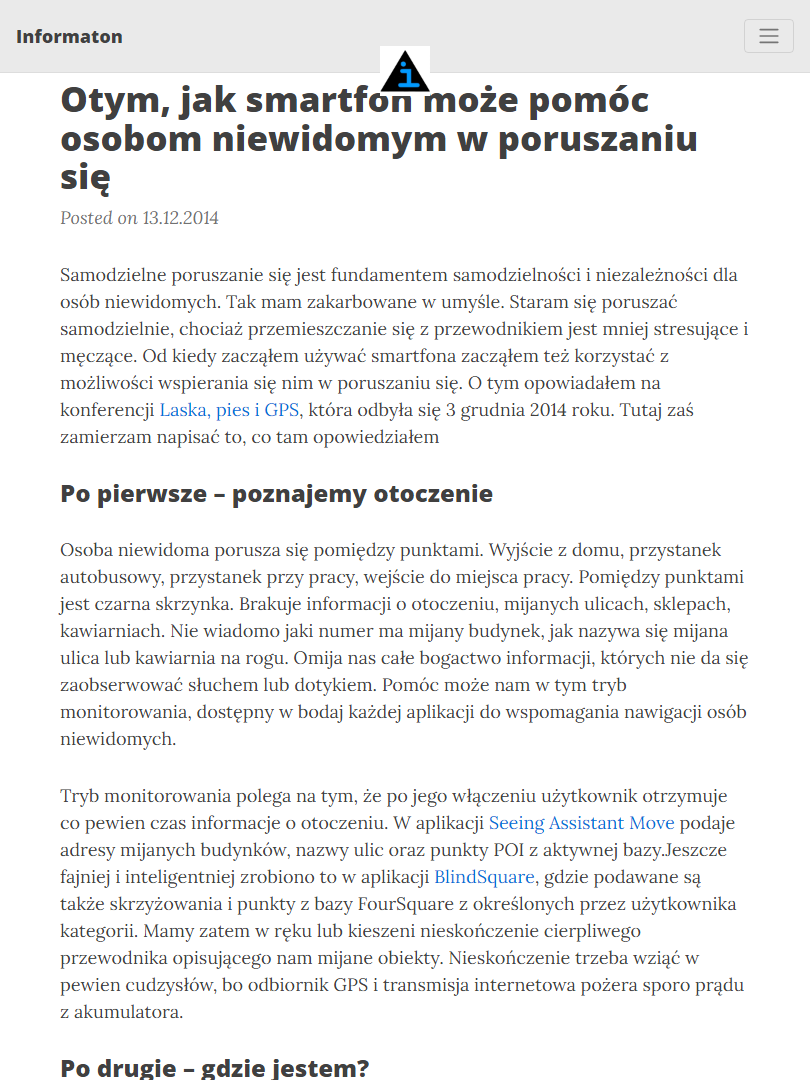 Informaton
i
Otym, jak smartfon może pomóc
osobom niewidomym w poruszaniu
się
Posted on 13.12.2014
Samodzielne poruszanie się jest fundamentem samodzielności i niezależności dla
osób niewidomych. Tak mam zakarbowane w umyśle. Staram się poruszać
samodzielnie, chociaż przemieszczanie się z przewodnikiem jest mniej stresujące i
męczące. Od kiedy zacząłem używać smartfona zacząłem też korzystać z
możliwości wspierania się nim w poruszaniu się. O tym opowiadałem na
konferencji Laska, pies i GPS, która odbyła się 3 grudnia 2014 roku. Tutaj zaś
zamierzam napisać to, co tam opowiedziałem
Po pierwsze – poznajemy otoczenie
Osoba niewidoma porusza się pomiędzy punktami. Wyjście z domu, przystanek
autobusowy, przystanek przy pracy, wejście do miejsca pracy. Pomiędzy punktami
jest czarna skrzynka. Brakuje informacji o otoczeniu, mijanych ulicach, sklepach,
kawiarniach. Nie wiadomo jaki numer ma mijany budynek, jak nazywa się mijana
ulica lub kawiarnia na rogu. Omija nas całe bogactwo informacji, których nie da się
zaobserwować słuchem lub dotykiem. Pomóc może nam w tym tryb
monitorowania, dostępny w bodaj każdej aplikacji do wspomagania nawigacji osób
niewidomych.
Tryb monitorowania polega na tym, że po jego włączeniu użytkownik otrzymuje
co pewien czas informacje o otoczeniu. W aplikacji Seeing Assistant Move podaje
adresy mijanych budynków, nazwy ulic oraz punkty POI z aktywnej bazy.Jeszcze
fajniej i inteligentniej zrobiono to w aplikacji BlindSquare, gdzie podawane są
także skrzyżowania i punkty z bazy FourSquare z określonych przez użytkownika
kategorii. Mamy zatem w ręku lub kieszeni nieskończenie cierpliwego
przewodnika opisującego nam mijane obiekty. Nieskończenie trzeba wziąć w
pewien cudzysłów, bo odbiornik GPS i transmisja internetowa pożera sporo prądu
z akumulatora.
Po drugie – gdzie jestem?